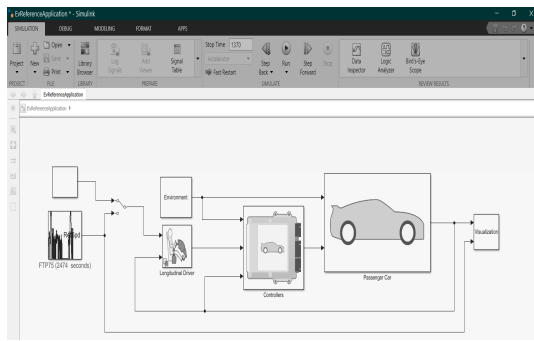 EvReferenceApplication * - Simulink
SIMULATION DEBUG MODELING FORMAT APPS
Project New Open Save Print Library Browser Log Signals Add Viewer Signal Table Stop Time 1370 Accelerator Fast Restart Step Back Run Step Forward Stop Data Inspector Logic Analyzer Bird's-Eye Scope
PROJECT FILE LIBRARY PREPARE SIMULATE REVIEW RESULTS
EvReferenceApplication
EvReferenceApplication
RefSpd
FTP75 (2474 seconds)
Longitudinal Driver
Environment
Controllers
Passenger Car
Visualization